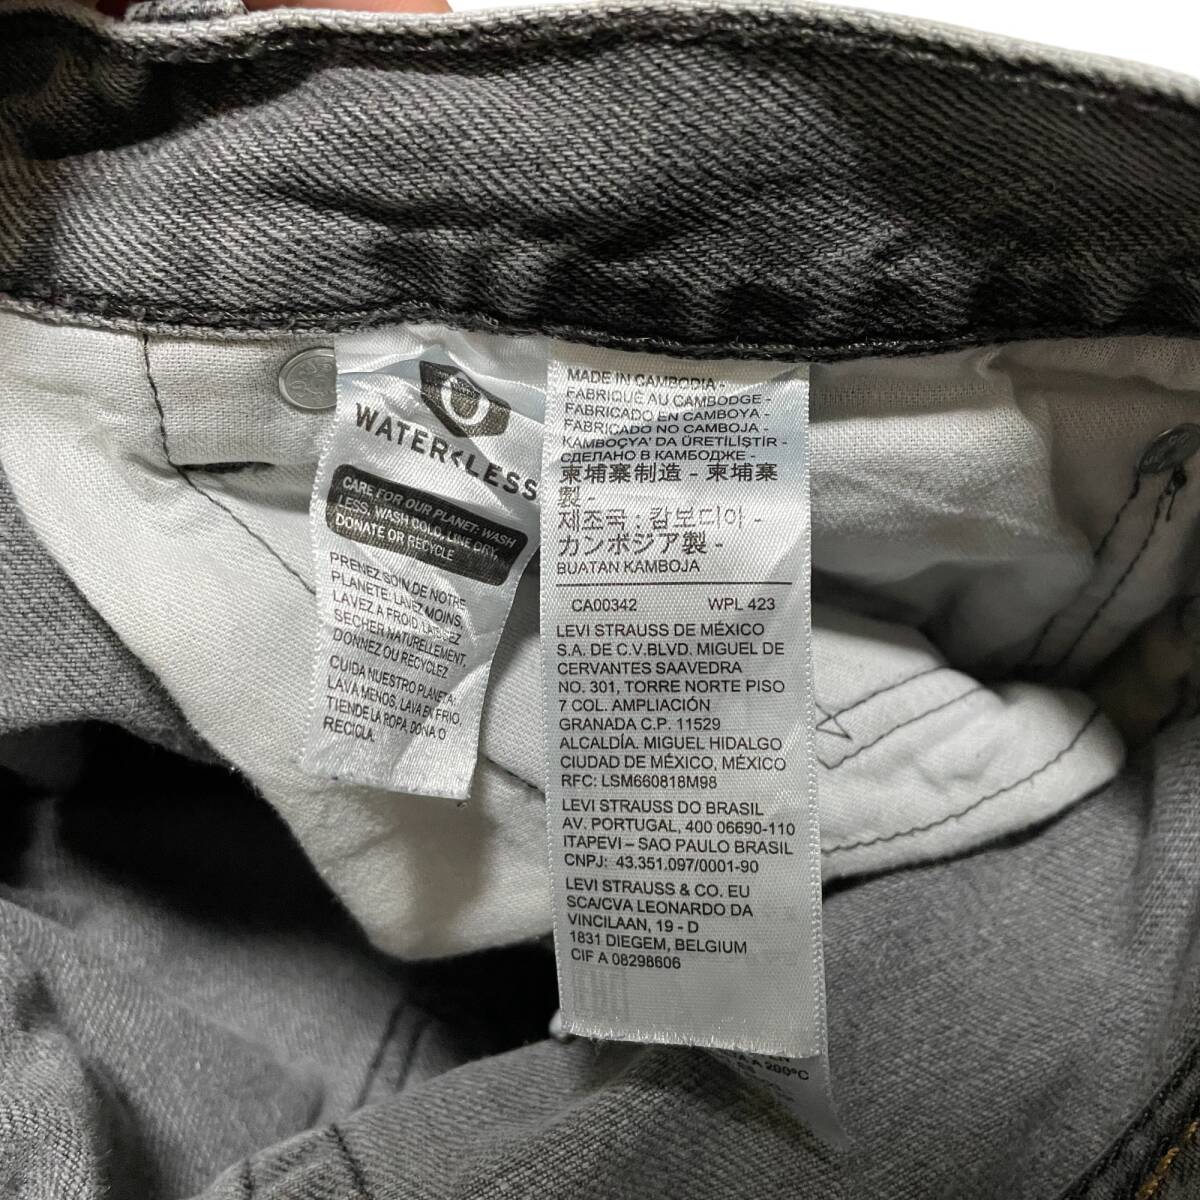 WATER<LESS
CARE FOR OUR PLANET: WASH
LESS, WASH COLD, LINE DRY,
DONATE OR RECYCLE
PRENEZ SOIN DE NOTRE
PLANÈTE: LAVEZ MOINS,
LAVEZ A FROID, LAISSEZ
SECHER NATURELLEMENT,
DONNEZ OU RECYCLEZ
CUIDA NUESTRO PLANETA:
LAVA MENOS, LAVA EN FRIO,
TIENDE LA ROPA, DONA O
RECICLA.
MADE IN CAMBODIA -
FABRIQUÉ AU CAMBODGE -
FABRICADO EN CAMBOYA -
FABRICADO NO CAMBOJA -
KAMBOÇYA' DA ÜRETİLİŞTİR -
СДЕЛАНО В КАМБОДЖЕ -
柬埔寨制造 - 柬埔寨
製 -
제조국 : 캄보디아 -
カンボジア製 -
BUATAN KAMBOJA
CA00342 WPL 423
LEVI STRAUSS DE MÉXICO
S.A. DE C.V.BLVD. MIGUEL DE
CERVANTES SAAVEDRA
NO. 301, TORRE NORTE PISO
7 COL. AMPLIACIÓN
GRANADA C.P. 11529
ALCALDÍA. MIGUEL HIDALGO
CIUDAD DE MÉXICO, MÉXICO
RFC: LSM660818M98
LEVI STRAUSS DO BRASIL
AV. PORTUGAL, 400 06690-110
ITAPEVI – SAO PAULO BRASIL
CNPJ: 43.351.097/0001-90
LEVI STRAUSS & CO. EU
SCA/CVA LEONARDO DA
VINCILAAN, 19 - D
1831 DIEGEM, BELGIUM
CIF A 08298606
200°C